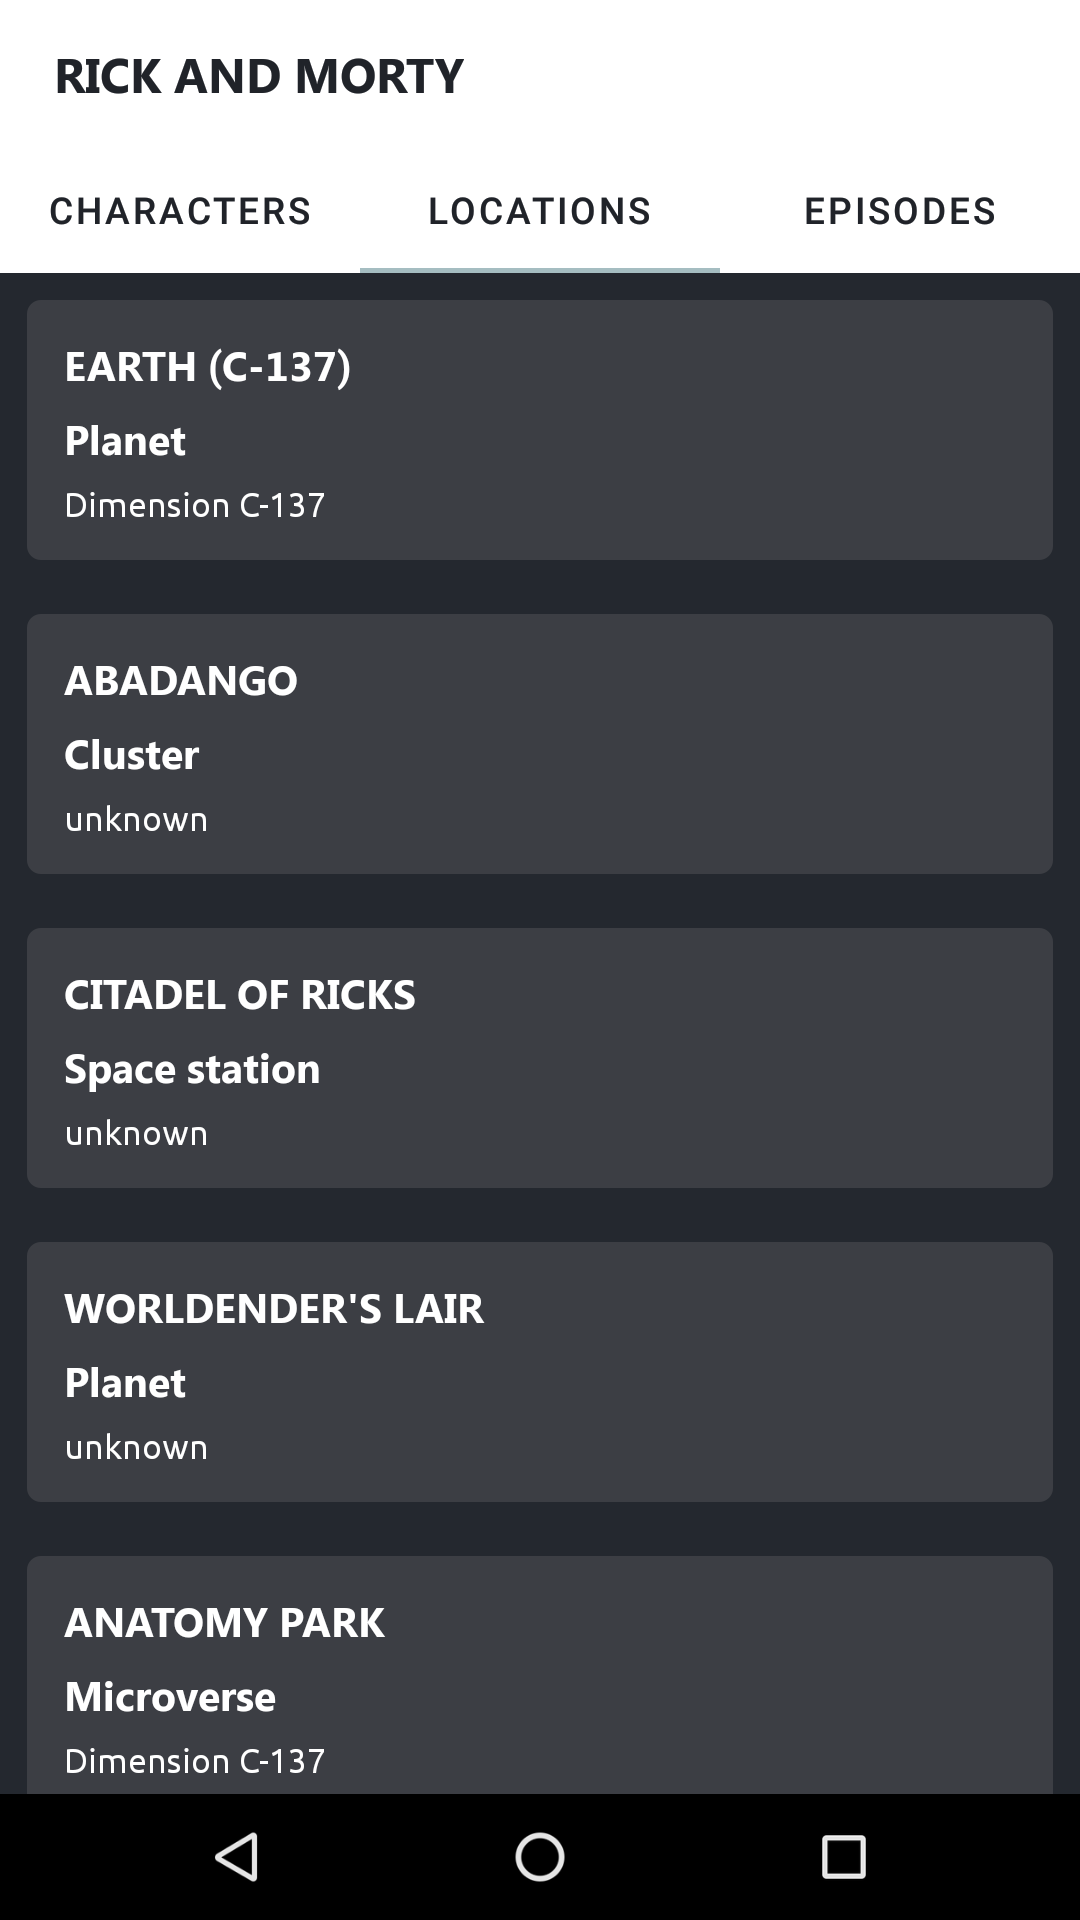 RICK AND MORTY
CHARACTERS LOCATIONS EPISODES
EARTH (C-137)
Planet
Dimension C-137
ABADANGO
Cluster
unknown
CITADEL OF RICKS
Space station
unknown
WORLDENDER'S LAIR
Planet
unknown
ANATOMY PARK
Microverse
Dimension C-137